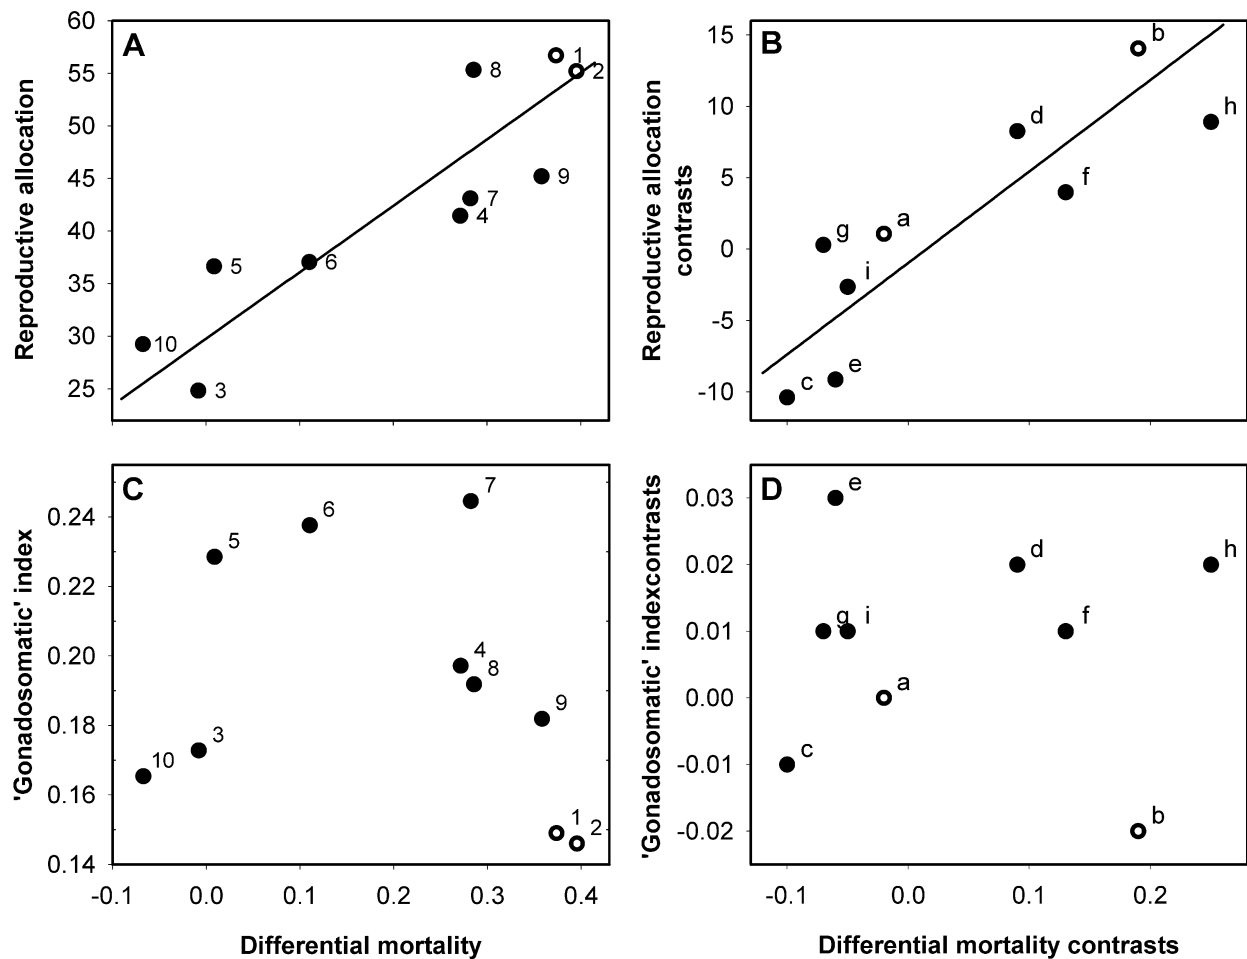 A
60
55
50
45
40
35
30
25
Reproductive allocation
1
2
8
9
7
4
5
6
10
3
B
15
10
5
0
-5
-10
Reproductive allocation
contrasts
b
h
d
f
g
a
i
e
c
C
0.24
0.22
0.20
0.18
0.16
0.14
'Gonadosomatic' index
7
6
5
4
8
9
3
10
1
2
-0.1
0.0
0.1
0.2
0.3
0.4
Differential mortality
D
0.03
0.02
0.01
0.00
-0.01
-0.02
'Gonadosomatic' indexcontrasts
e
d
h
g
i
f
a
c
b
-0.1
0.0
0.1
0.2
Differential mortality contrasts